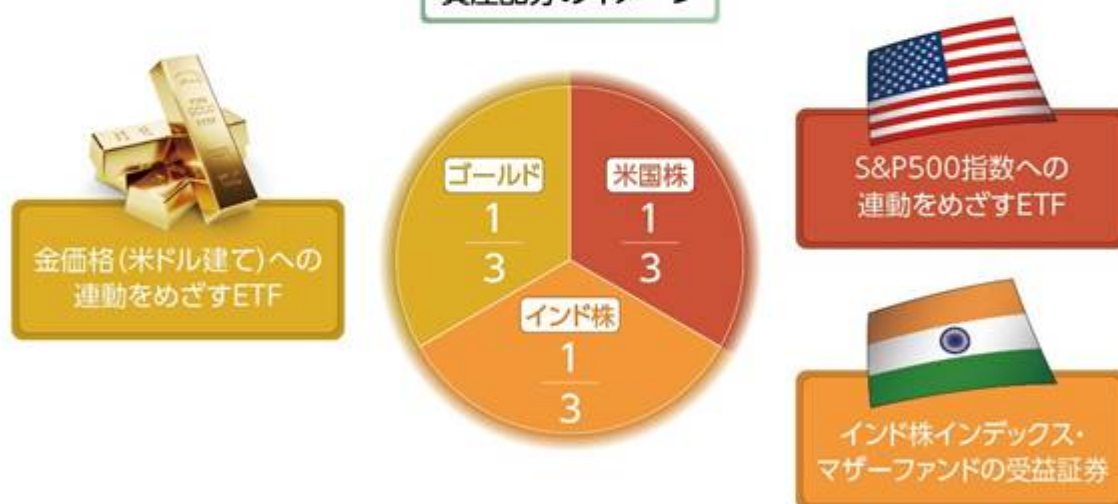 金価格(米ドル建て)への
連動をめざすETF
ゴールド
1
3
米国株
1
3
インド株
1
3
S&P500指数への
連動をめざすETF
インド株インデックス・
マザーファンドの受益証券